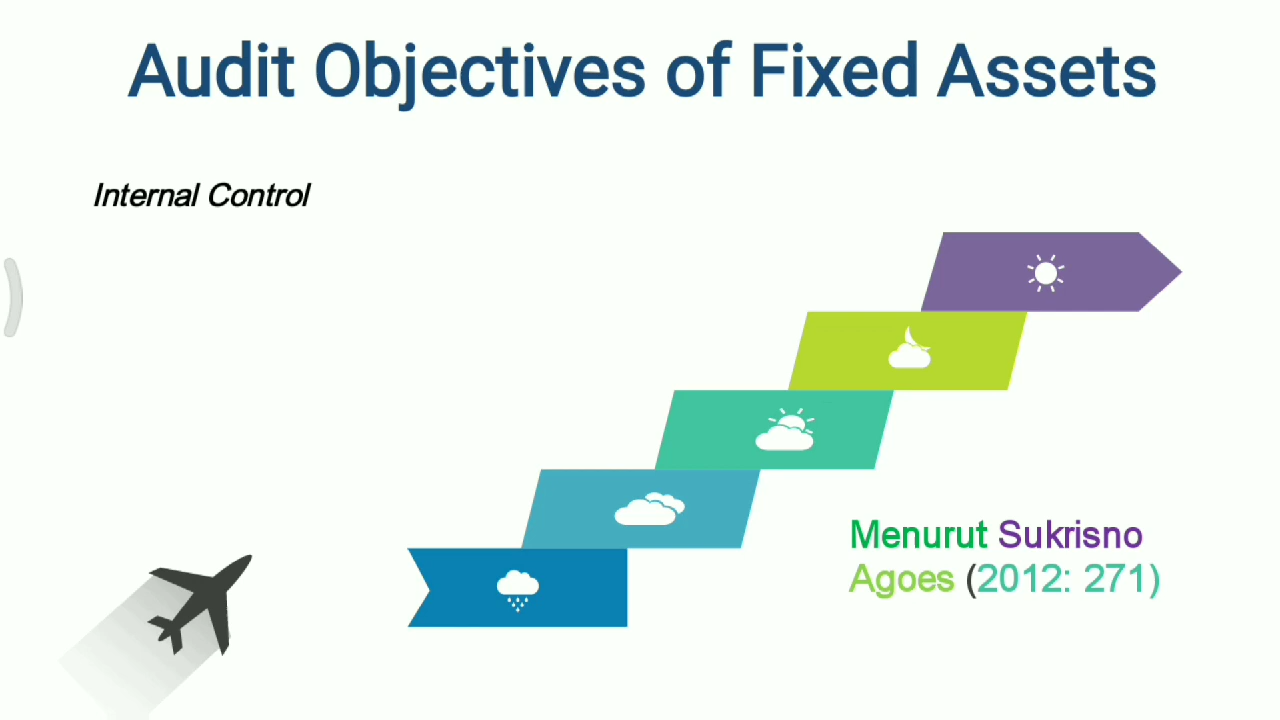 Audit Objectives of Fixed Assets
Internal Control
Menurut Sukrisno
Agoes (2012: 271)